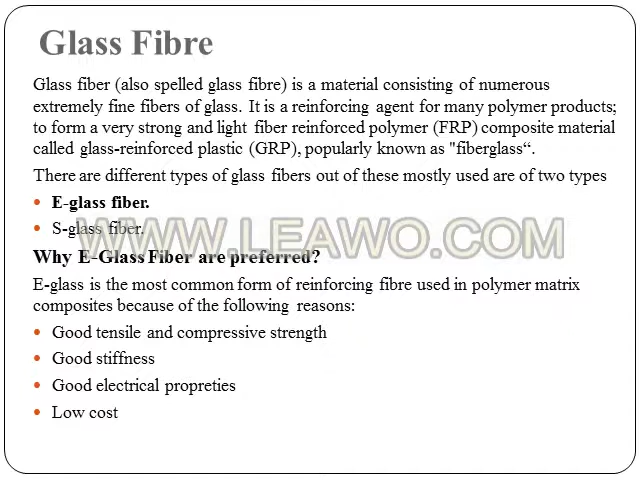 Glass Fibre
Glass fiber (also spelled glass fibre) is a material consisting of numerous
extremely fine fibers of glass. It is a reinforcing agent for many polymer products;
to form a very strong and light fiber reinforced polymer (FRP) composite material
called glass-reinforced plastic (GRP), popularly known as "fiberglass“.
There are different types of glass fibers out of these mostly used are of two types
• E-glass fiber.
• S-glass fiber.
WWW.LEAWO.COM
Why E-Glass Fiber are preferred?
E-glass is the most common form of reinforcing fibre used in polymer matrix
composites because of the following reasons:
• Good tensile and compressive strength
• Good stiffness
• Good electrical propreties
• Low cost